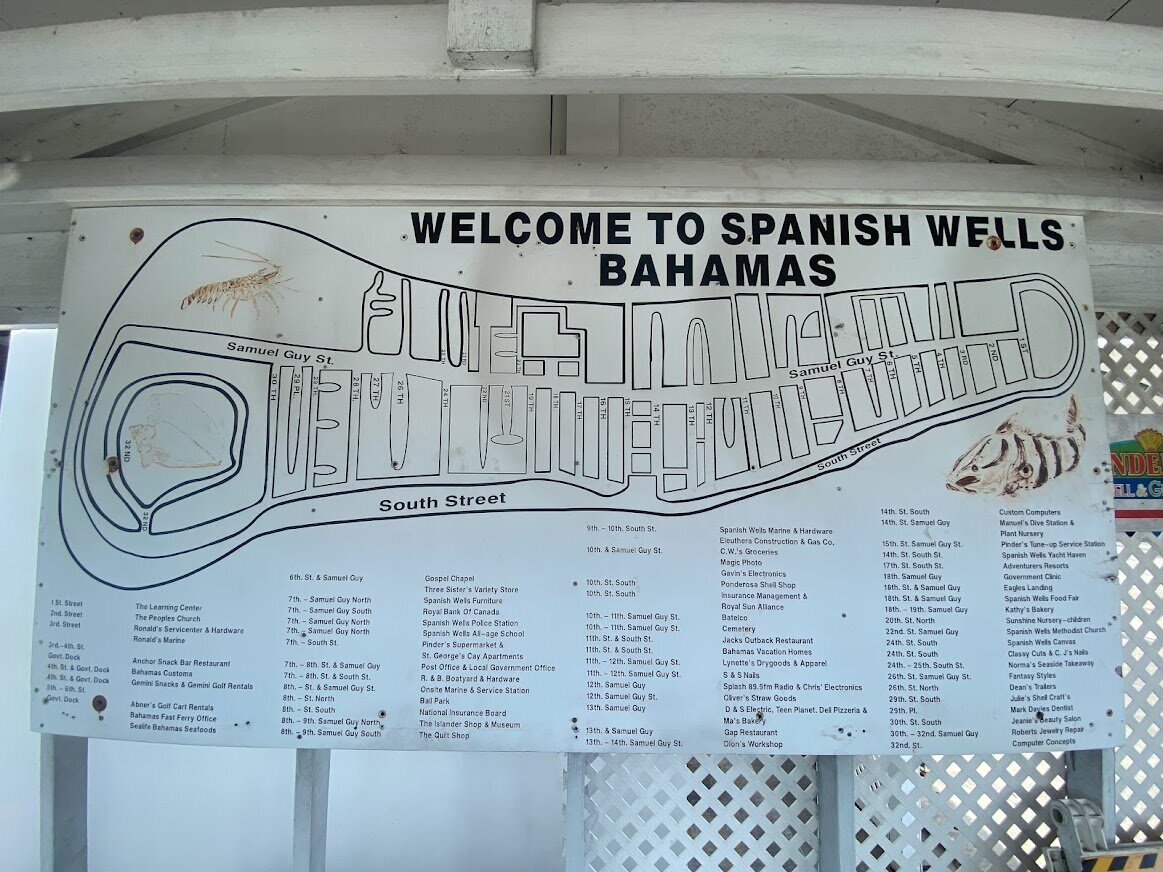 WELCOME TO SPANISH WELLS
BAHAMAS
Samuel Guy St.
Samuel Guy St.
South Street
South Street
30 TH
29 PL
28 TH
27 TH
26 TH
24 TH
22 ND
21 ST
19 TH
18 TH
17 TH
16 TH
15 TH
14 TH
13 TH
12 TH
11 TH
10 TH
5 TH
4 TH
3 RD
2 ND
1 ST
32 ND
32 ND
1 St. Street
2nd. Street
3rd. Street
2rd.-4th. St.
Govt. Dock
4th. St. & Govt. Dock
4th. St. & Govt. Dock
5th. - 6th. St.
Govt. Dock
The Learning Center
The Peoples Church
Ronald's Servicenter & Hardware
Ronald's Marine
Anchor Snack Bar Restaurant
Bahamas Customs
Gemini Snacks & Gemini Golf Rentals
Abner's Golf Cart Rentals
Bahamas Fast Ferry Office
Sealife Bahamas Seafoods
6th. St. & Samuel Guy
7th. - Samuel Guy North
7th. - Samuel Guy South
7th. - Samuel Guy North
7th. - Samuel Guy North
7th. - South St.
7th. - 8th. St. & Samuel Guy
7th. - 8th. St. & South St.
8th. - St. & Samuel Guy
8th. - St. North
8th. - St. South
8th. - 9th. Samuel Guy North
8th. - 9th. Samuel Guy South
Gospel Chapel
Three Sister's Variety Store
Spanish Wells Furniture
Royal Bank Of Canada
Spanish Wells Police Station
Spanish Wells All-age School
Pinder's Supermarket &
St. George's Cay Apartments
Post Office & Local Government Office
R. & B. Boatyard & Hardware
Onsite Marine & Service Station
Ball Park
National Insurance Board
The Islander Shop & Museum
The Quilt Shop
9th. - 10th. South St.
10th. & Samuel Guy St.
10th. St. South
10th. St. South
10th. - 11th. Samuel Guy St.
10th. - 11th. Samuel Guy St.
11th. St. & South St.
11th. St. & South St.
11th. - 12th. Samuel Guy St.
11th. - 12th. Samuel Guy St.
12th. Samuel Guy
12th. Samuel Guy St.
13th. Samuel Guy
13th. & Samuel Guy
13th. - 14th. Samuel Guy St.
Spanish Wells Marine & Hardware
Eleuthera Construction & Gas Co.
C.W.'s Groceries
Magic Photo
Gavin's Electronics
Ponderosa Shell Shop
Insurance Management &
Royal Sun Alliance
Batelco
Cemetery
Jacks Outback Restaurant
Bahamas Vacation Homes
Lynette's Drygoods & Apparel
S & S Nails
Splash 89.9fm Radio & Chris' Electronics
Oliver's Straw Goods
D & S Electric, Teen Planet, Deli Pizzeria &
Ma's Bakery
Gap Restaurant
Dion's Workshop
14th. St. South
14th. St. Samuel Guy
15th. St. Samuel Guy St.
14th. St. South St.
17th. St. South St.
18th. Samuel Guy
18th. St. & Samuel Guy
18th. St. & Samuel Guy
18th. - 19th. Samuel Guy
20th. St. North
22nd. St. Samuel Guy
24th. St. South
24th. St. South
24th. - 25th. South St.
26th. St. Samuel Guy St.
26th. St. North
29th. St. South
29th. Pl.
30th. St. South
30th. - 32nd. Samuel Guy
32nd. St.
Custom Computers
Manuel's Dive Station &
Plant Nursery
Pinder's Tune-up Service Station
Spanish Wells Yacht Haven
Adventurers Resorts
Government Clinic
Eagles Landing
Spanish Wells Food Fair
Kathy's Bakery
Sunshine Nursery-children
Spanish Wells Methodist Church
Spanish Wells Canvas
Classy Cuts & C. J's Nails
Norma's Seaside Takeaway
Fantasy Styles
Dean's Trailers
Julie's Shell Craft's
Mark Davies Dentist
Jeanie's Beauty Salon
Roberts Jewelry Repair
Computer Concepts